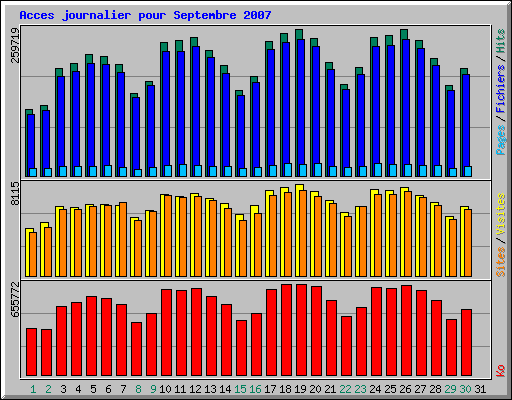 Acces journalier pour Septembre 2007
259719
Pages / Fichiers / Hits
8115
Sites / Visites
655772
Ko
1 2 3 4 5 6 7 8 9 10 11 12 13 14 15 16 17 18 19 20 21 22 23 24 25 26 27 28 29 30 31